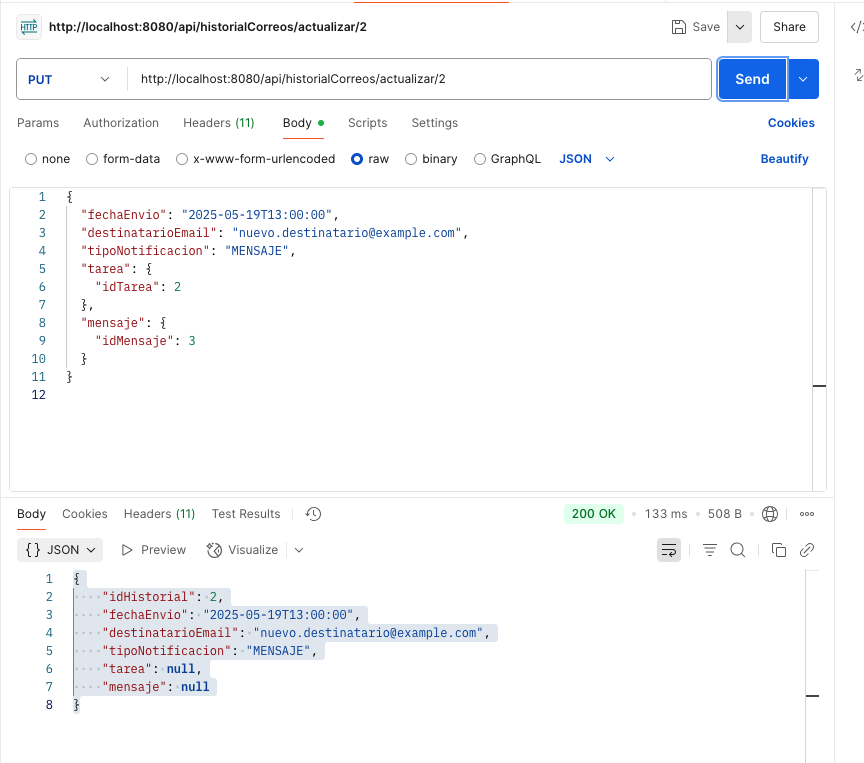 HTTP http://localhost:8080/api/historialCorreos/actualizar/2 Save Share
PUT http://localhost:8080/api/historialCorreos/actualizar/2 Send
Params Authorization Headers (11) Body Scripts Settings Cookies
none form-data x-www-form-urlencoded raw binary GraphQL JSON Beautify
1 {
2 "fechaEnvio": "2025-05-19T13:00:00",
3 "destinatarioEmail": "nuevo.destinatario@example.com",
4 "tipoNotificacion": "MENSAJE",
5 "tarea": {
6 "idTarea": 2
7 },
8 "mensaje": {
9 "idMensaje": 3
10 }
11 }
12
Body Cookies Headers (11) Test Results 200 OK • 133 ms • 508 B
{} JSON Preview Visualize
1 {
2 "idHistorial": 2,
3 "fechaEnvio": "2025-05-19T13:00:00",
4 "destinatarioEmail": "nuevo.destinatario@example.com",
5 "tipoNotificacion": "MENSAJE",
6 "tarea": null,
7 "mensaje": null
8 }